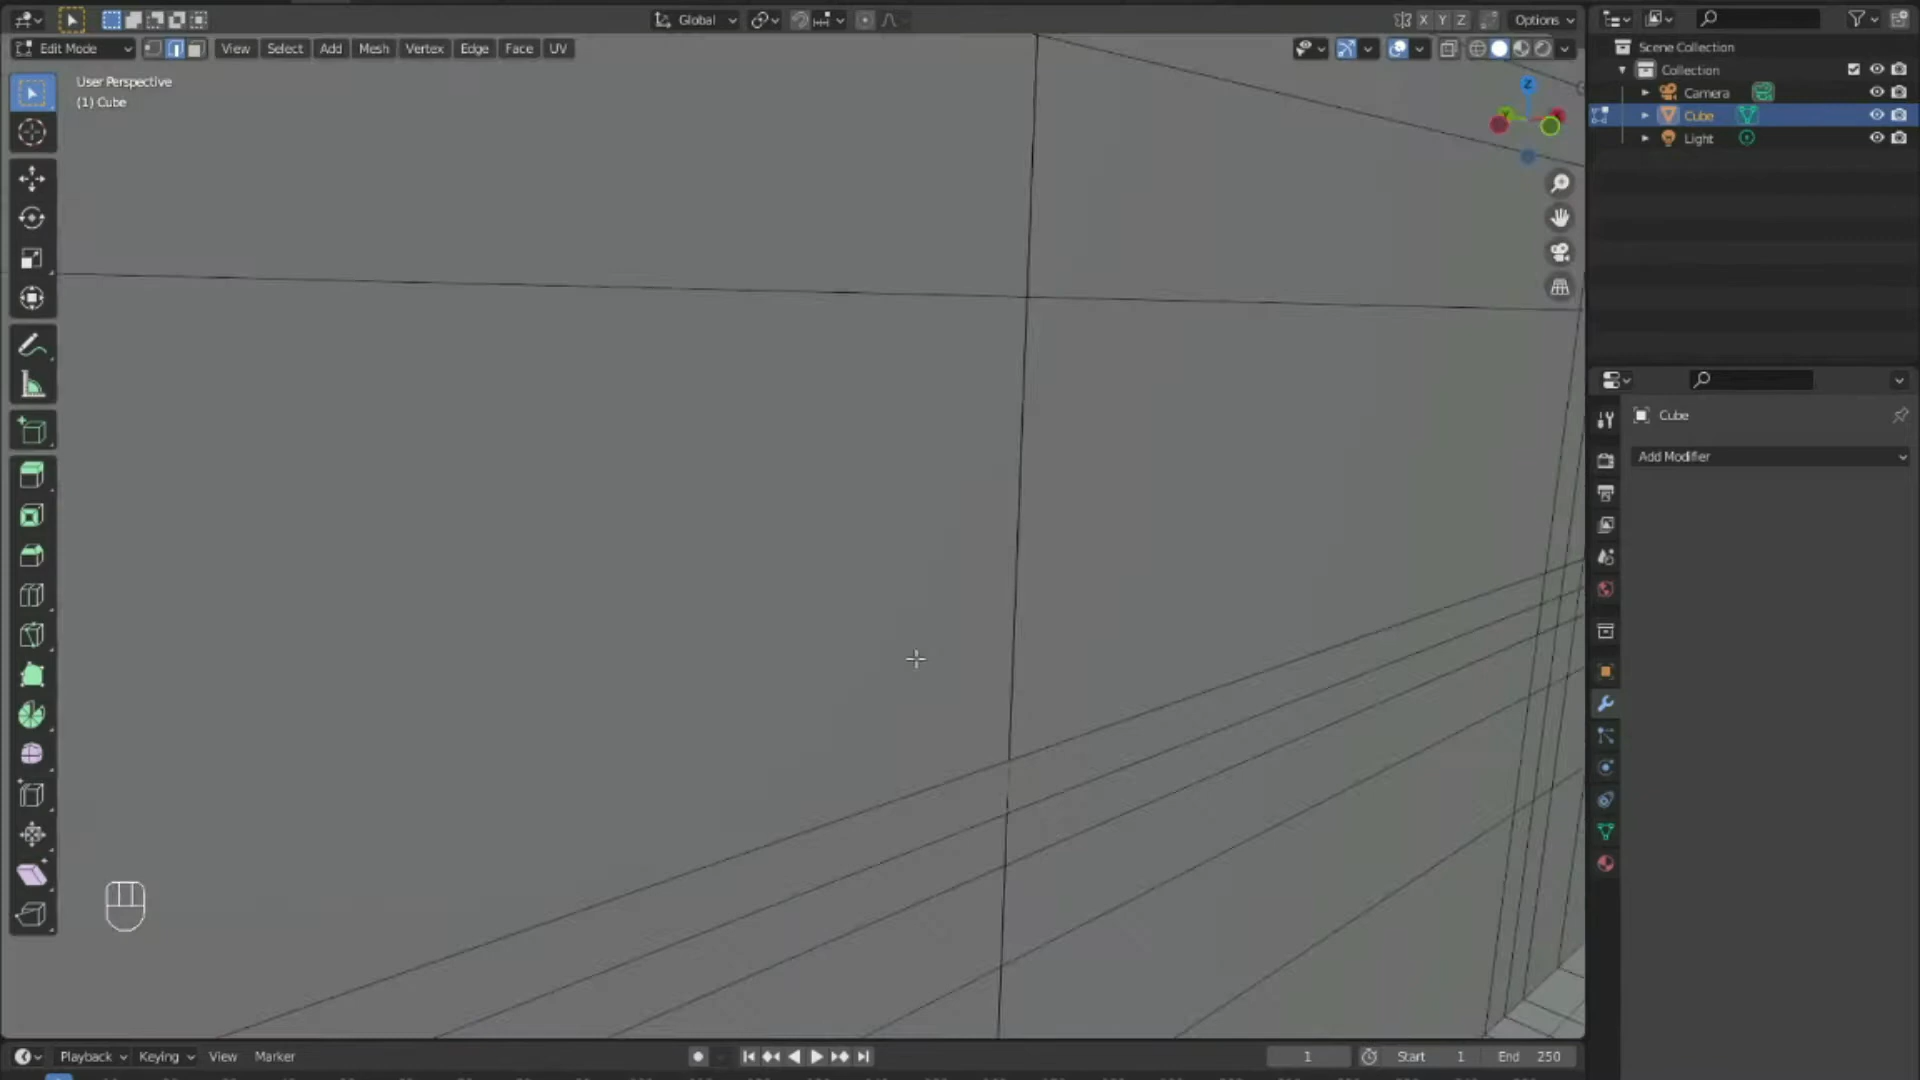 Global
X Y Z
Options
Edit Mode
View
Select
Add
Mesh
Vertex
Edge
Face
UV
User Perspective
(1) Cube
Z
Scene Collection
Collection
Camera
Cube
Light
Cube
Add Modifier
Playback
Keying
View
Marker
1
Start 1
End 250